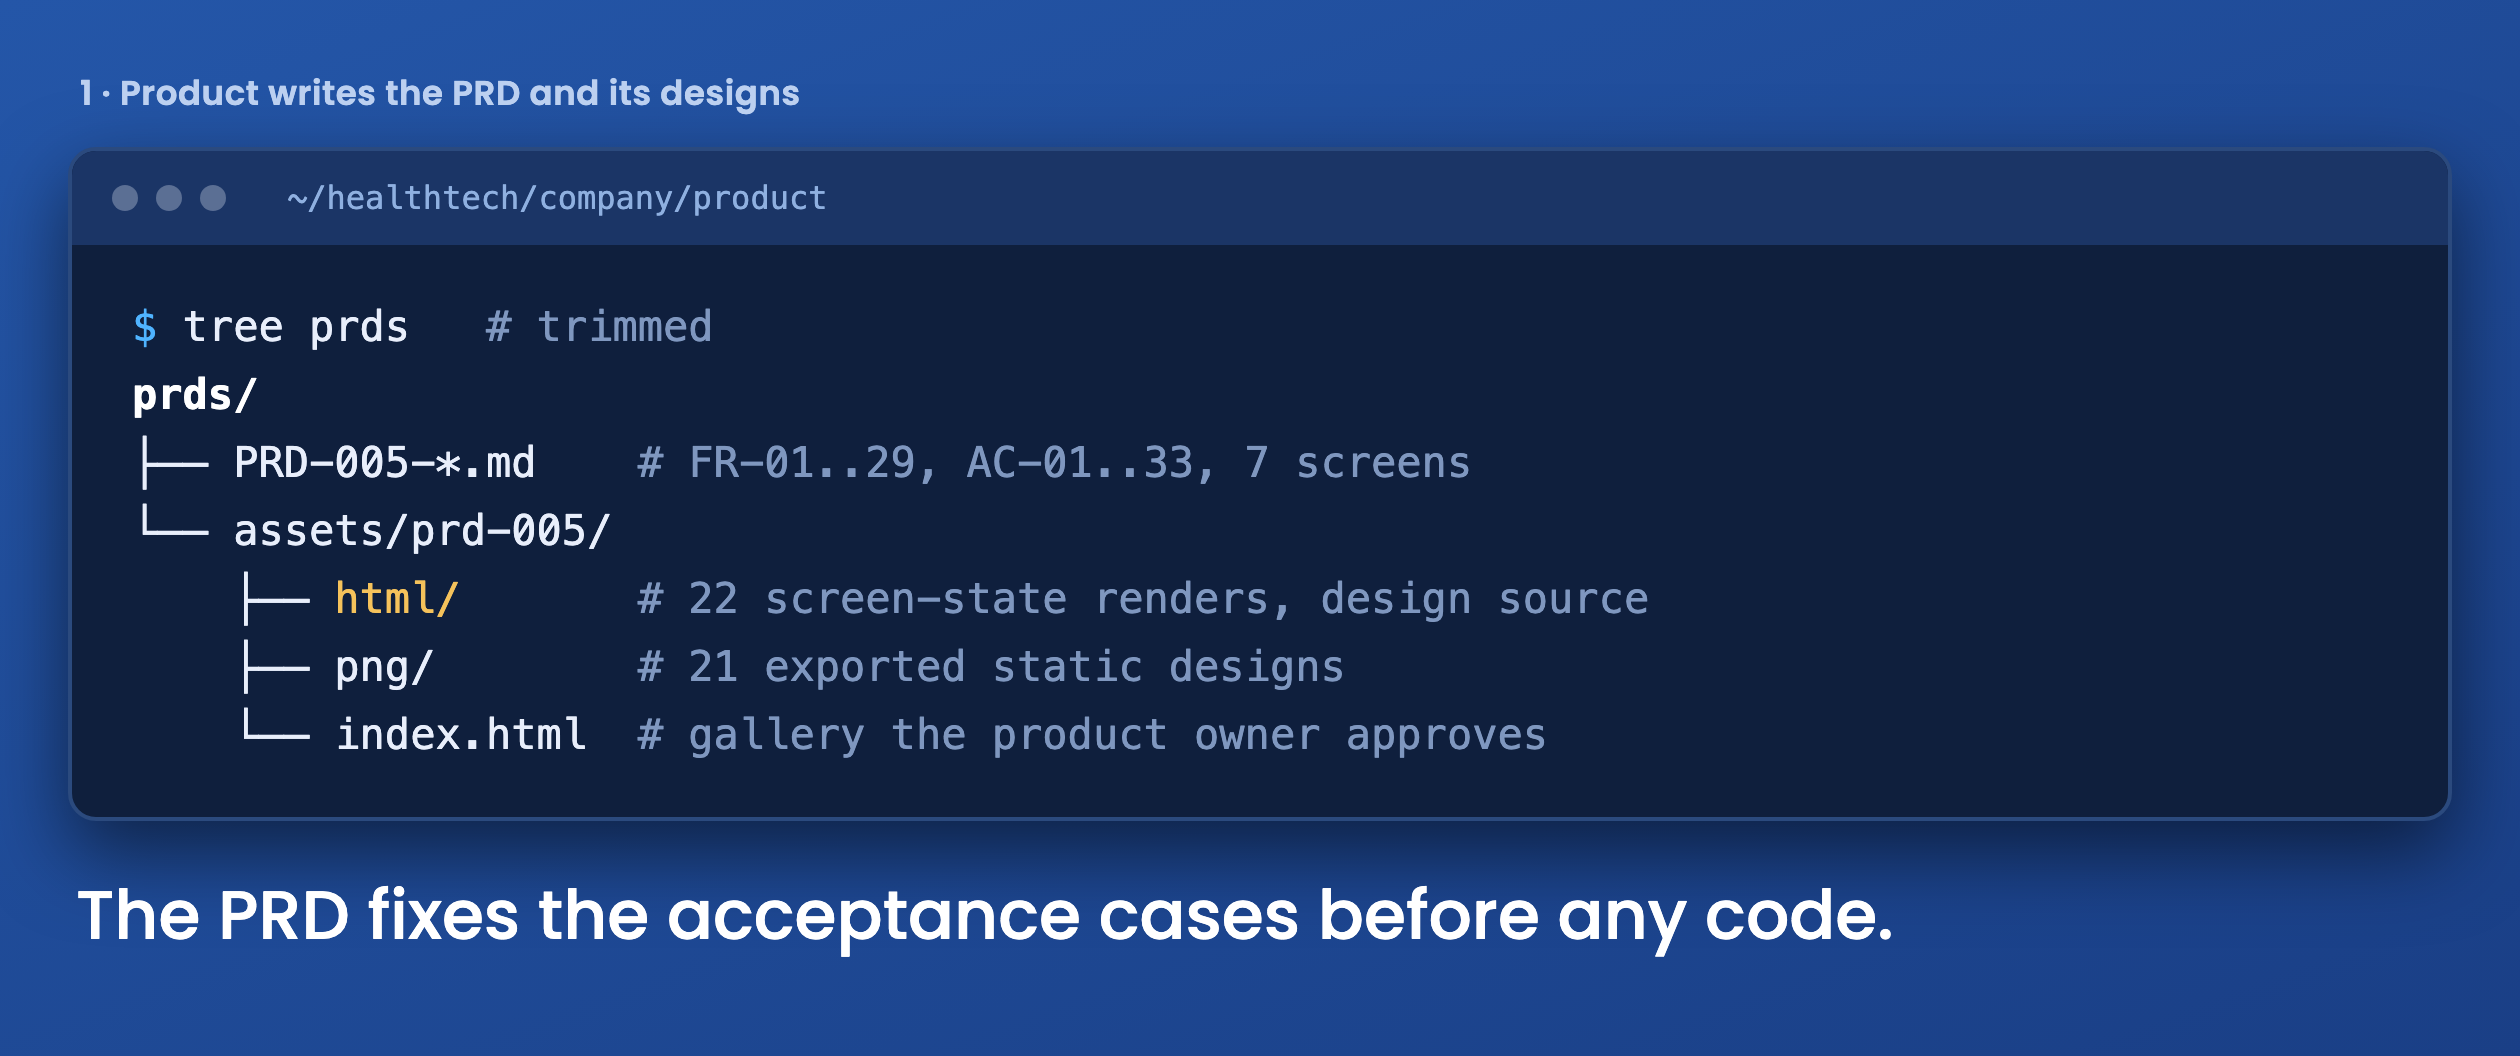 1 · Product writes the PRD and its designs
~/healthtech/company/product
$ tree prds   # trimmed
prds/
├── PRD-005-*.md    # FR-01..29, AC-01..33, 7 screens
└── assets/prd-005/
    ├── html/       # 22 screen-state renders, design source
    ├── png/        # 21 exported static designs
    └── index.html  # gallery the product owner approves
The PRD fixes the acceptance cases before any code.